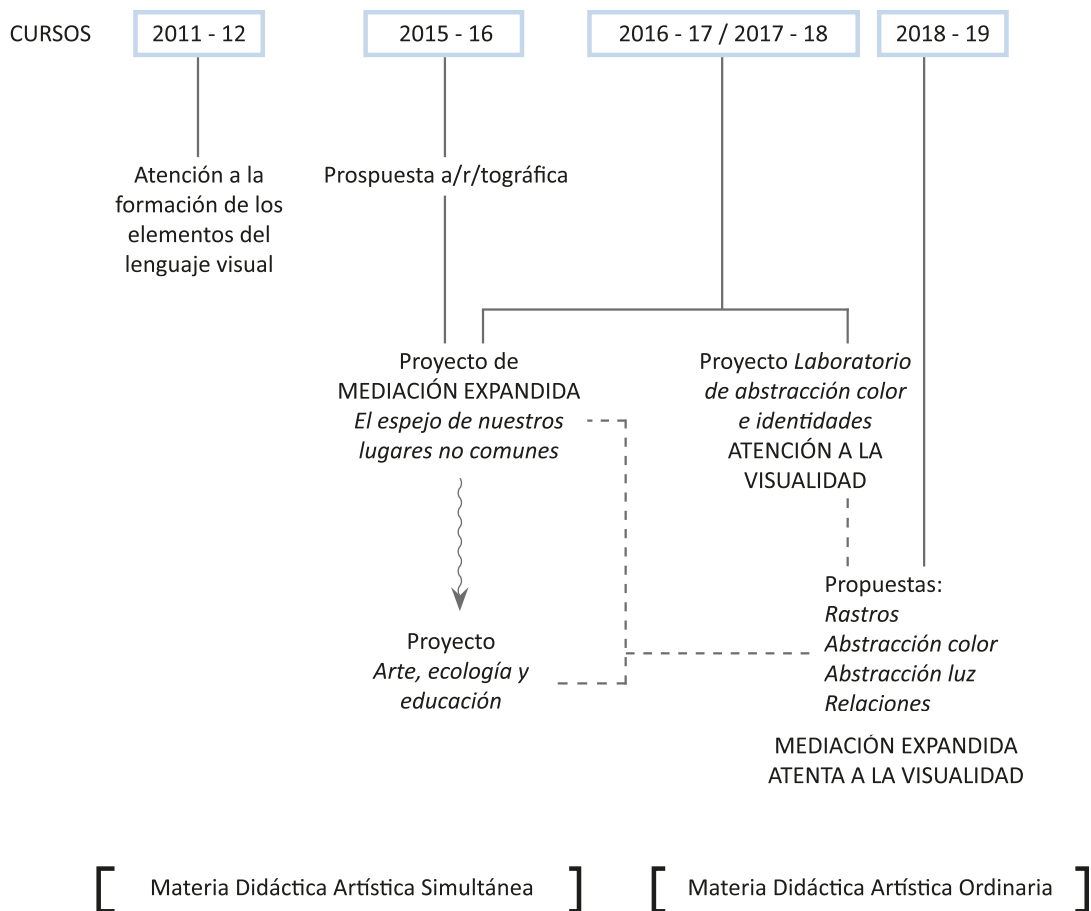 CURSOS
2011 - 12
2015 - 16
2016 - 17 / 2017 - 18
2018 - 19
Atención a la
formación de los
elementos del
lenguaje visual
Prospuesta a/r/tográfica
Proyecto de
MEDIACIÓN EXPANDIDA
El espejo de nuestros
lugares no comunes
Proyecto Laboratorio
de abstracción color
e identidades
ATENCIÓN A LA
VISUALIDAD
Proyecto
Arte, ecología y
educación
Propuestas:
Rastros
Abstracción color
Abstracción luz
Relaciones
MEDIACIÓN EXPANDIDA
ATENTA A LA VISUALIDAD
[ Materia Didáctica Artística Simultánea ]
[ Materia Didáctica Artística Ordinaria ]